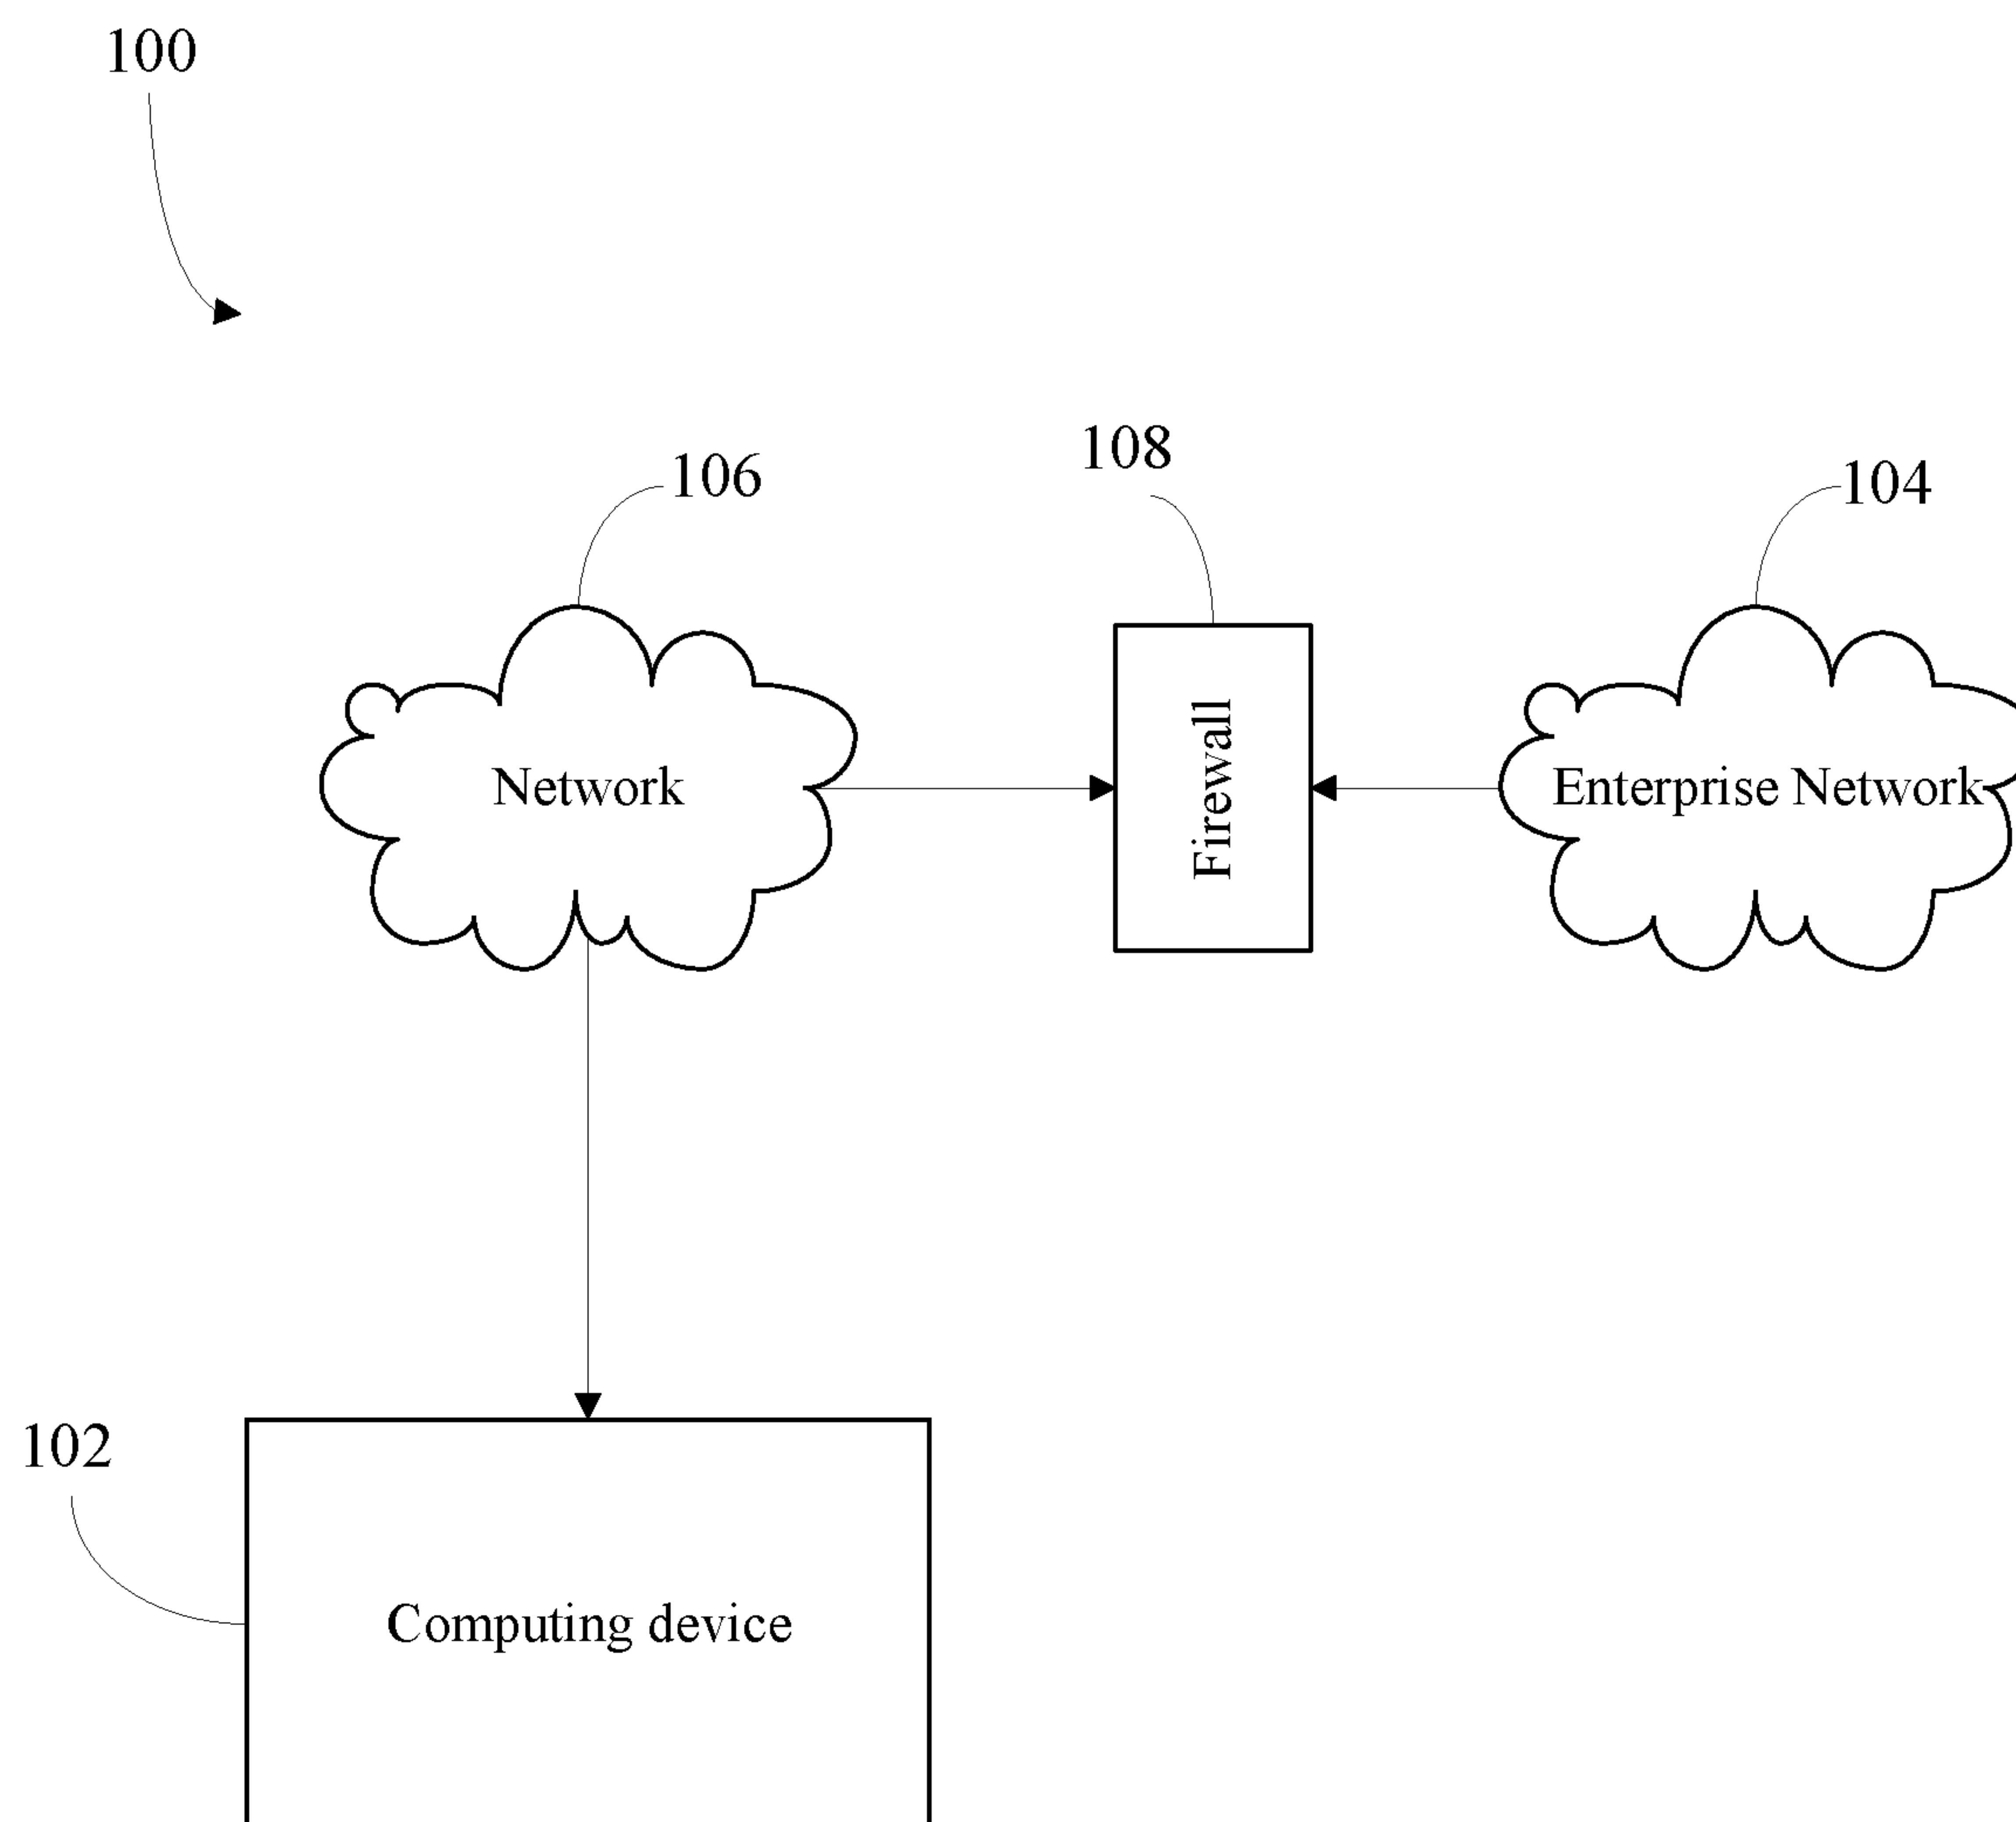 100
106
108
104
Network
Firewall
Enterprise Network
102
Computing device